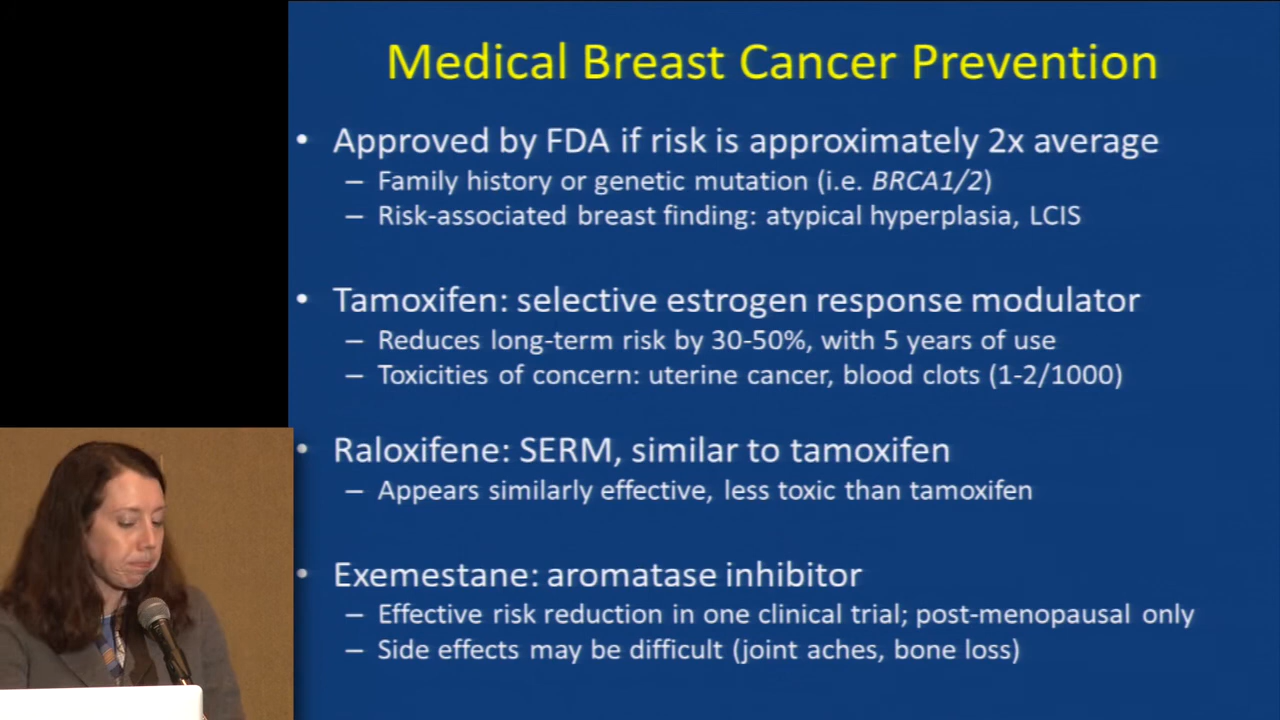 Medical Breast Cancer Prevention
• Approved by FDA if risk is approximately 2x average
– Family history or genetic mutation (i.e. BRCA1/2)
– Risk-associated breast finding: atypical hyperplasia, LCIS
• Tamoxifen: selective estrogen response modulator
– Reduces long-term risk by 30-50%, with 5 years of use
– Toxicities of concern: uterine cancer, blood clots (1-2/1000)
• Raloxifene: SERM, similar to tamoxifen
– Appears similarly effective, less toxic than tamoxifen
• Exemestane: aromatase inhibitor
– Effective risk reduction in one clinical trial; post-menopausal only
– Side effects may be difficult (joint aches, bone loss)